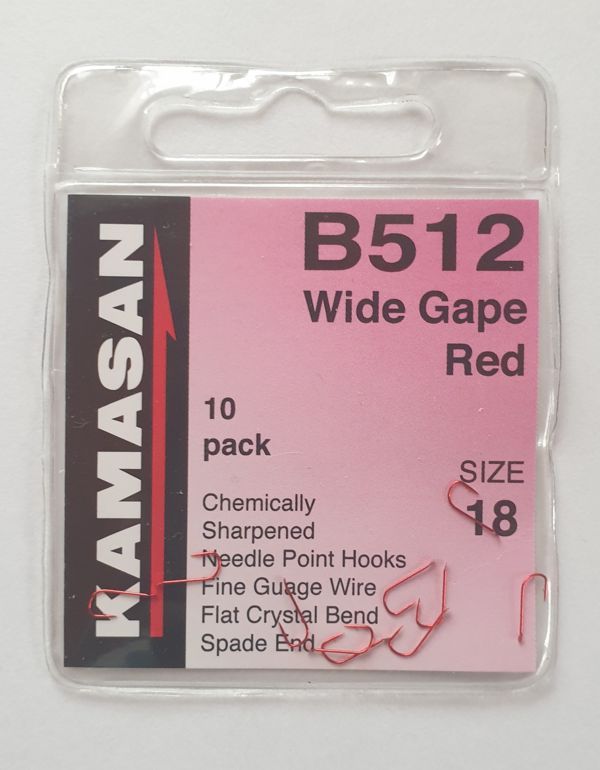 KAMASAN
B512
Wide Gape
Red
10
pack
SIZE
18
Chemically
Sharpened
Needle Point Hooks
Fine Guage Wire
Flat Crystal Bend
Spade End